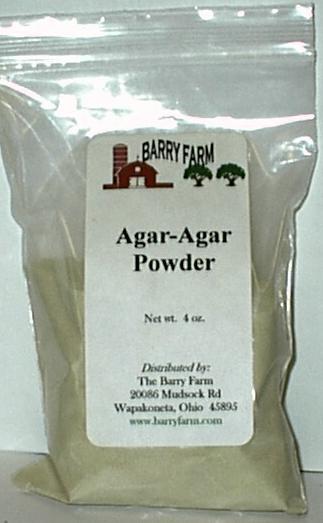 BARRY FARM
Agar-Agar
Powder
Net wt. 4 oz.
Distributed by:
The Barry Farm
20086 Mudsock Rd
Wapakoneta, Ohio 45895
www.barryfarm.com